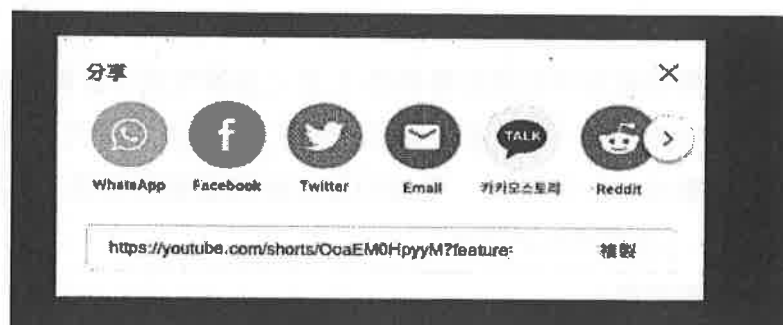 分享
WhatsApp Facebook Twitter Email 카카오스토리 Reddit
TALK
https://youtube.com/shorts/OoaEM0HpyyM?feature=
複製